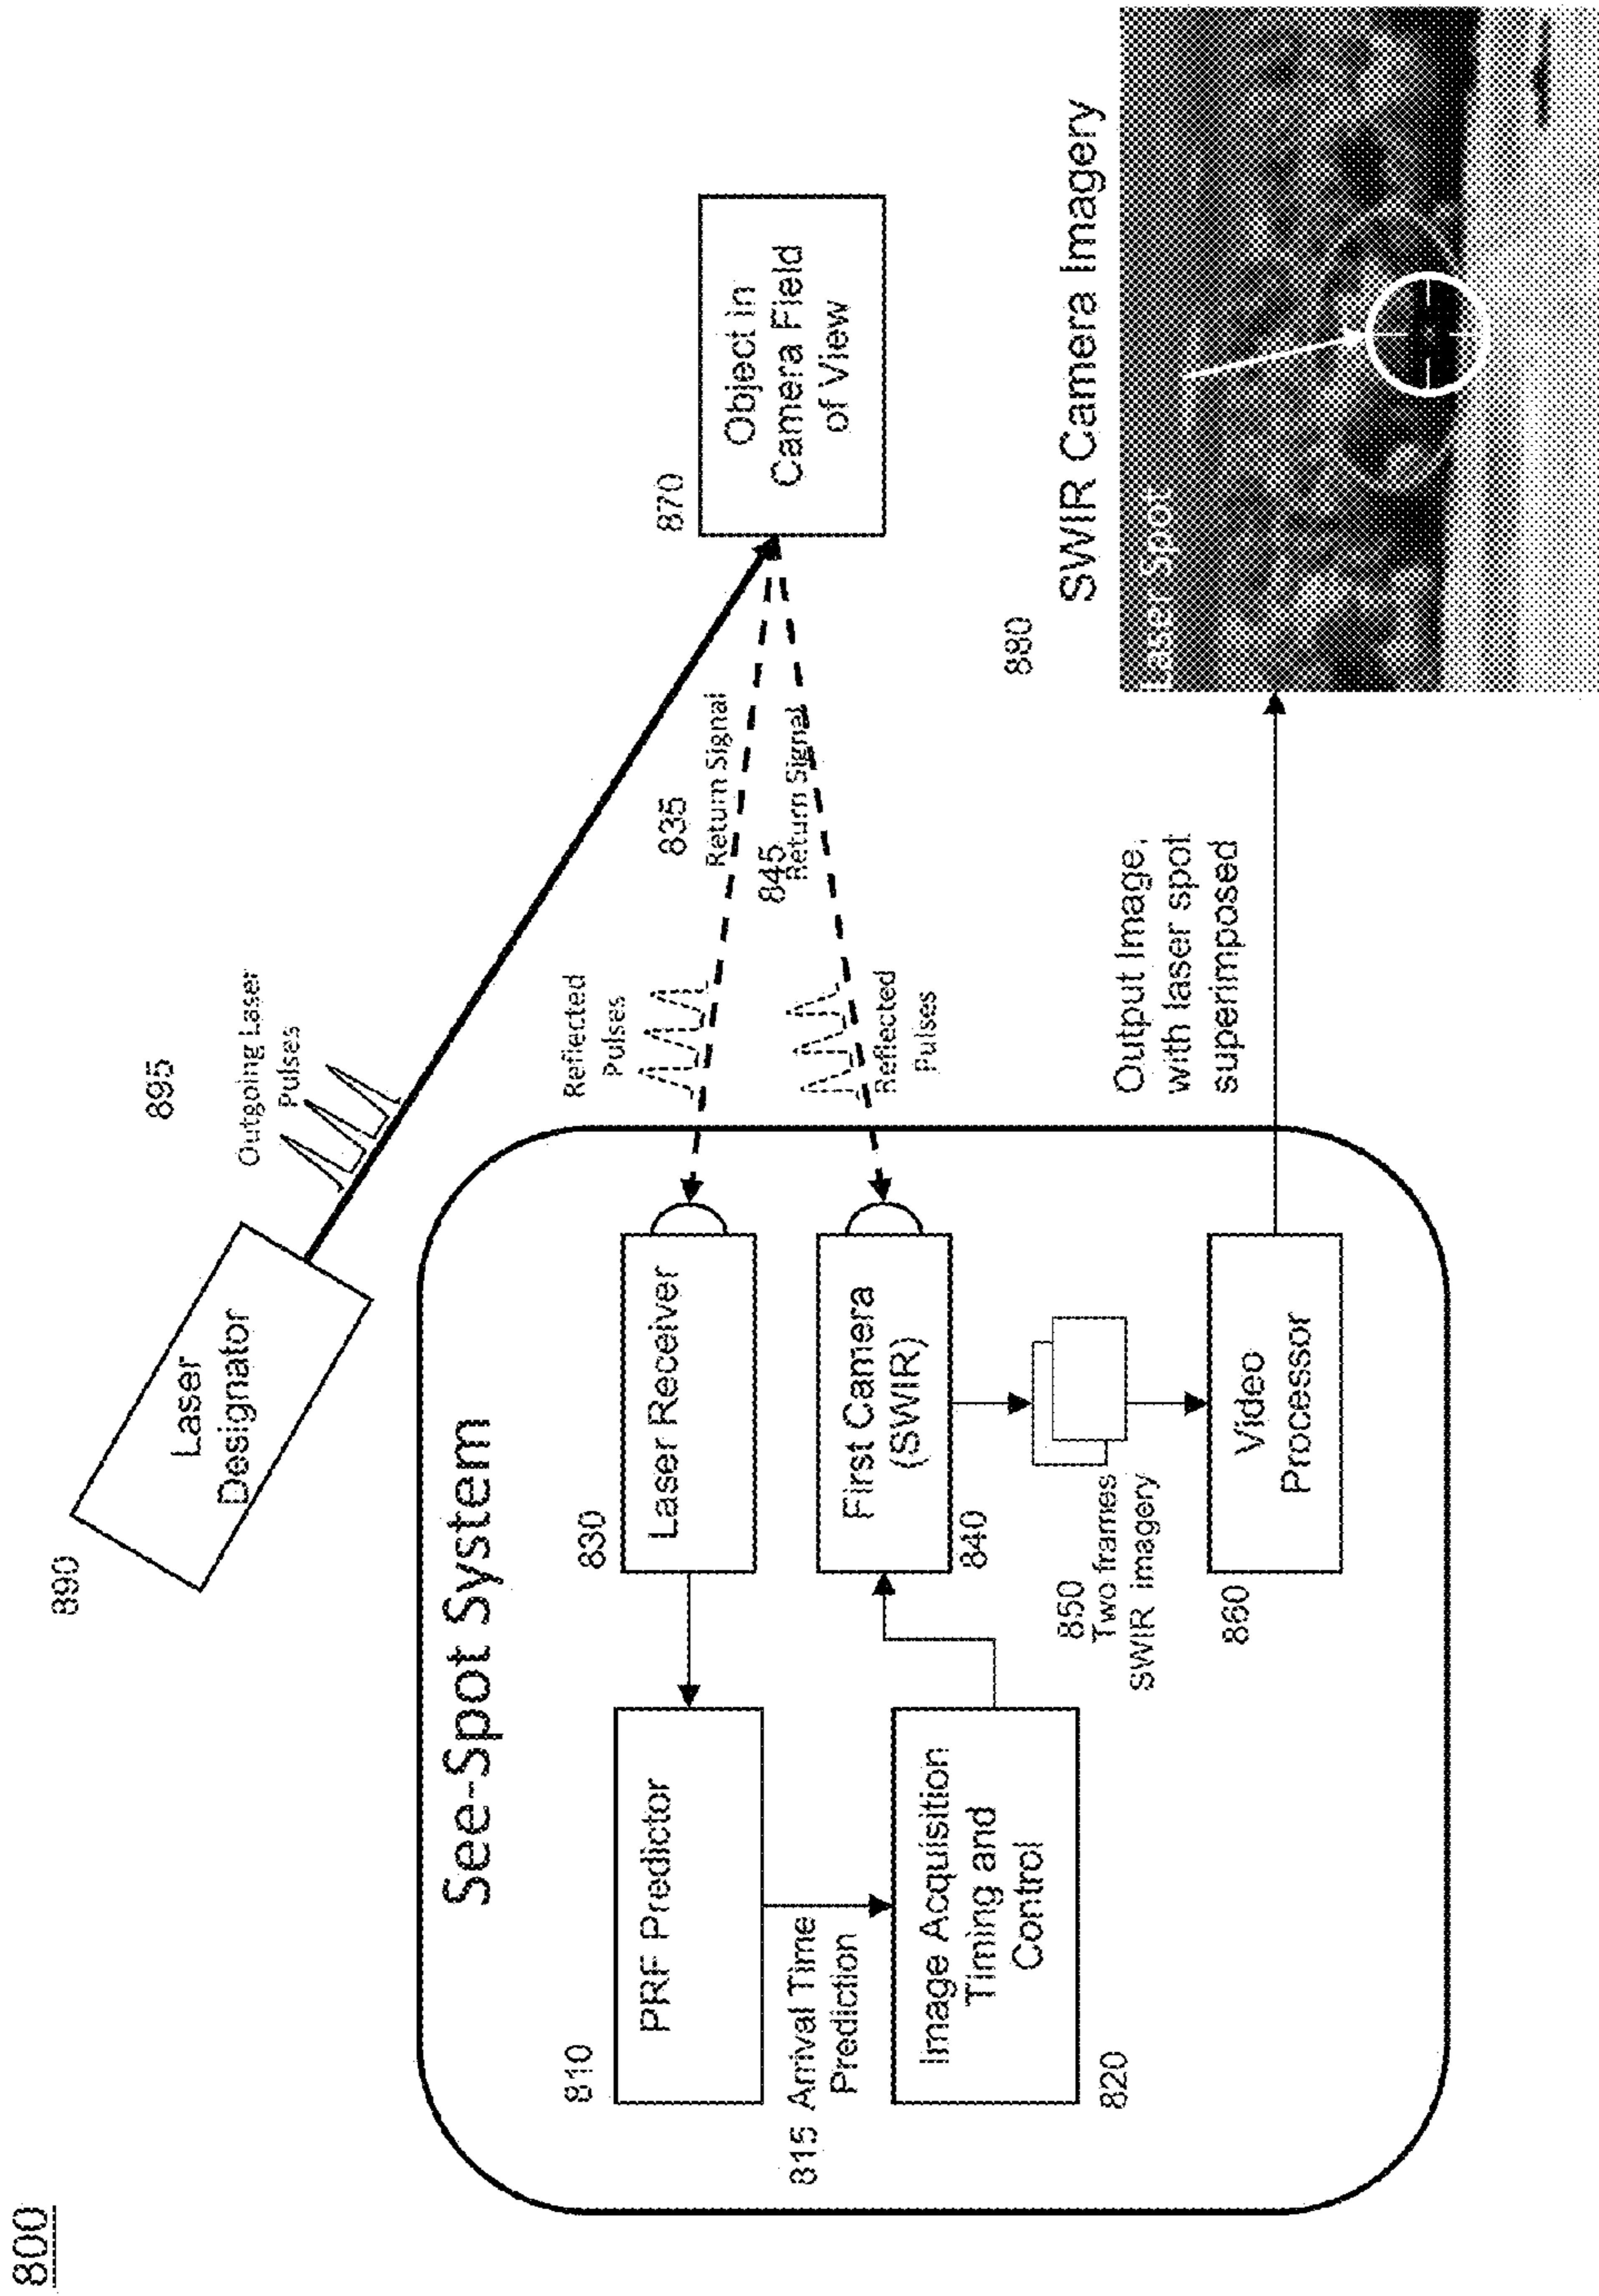 800
890
Laser
Designator
895
Outgoing Laser
Pulses
See-Spot System
810
PRF Predictor
830
Laser Receiver
Reflected
Pulses
835
Return Signal
870
Object in
Camera Field
of View
815 Arrival Time
Prediction
845
Return Signal
820
Image Acquisition
Timing and
Control
First Camera
(SWIR)
840
Reflected
Pulses
850
Two frames
SWIR imagery
860
Video
Processor
Output Image,
with laser spot
superimposed
880
SWIR Camera Imagery
Laser Spot